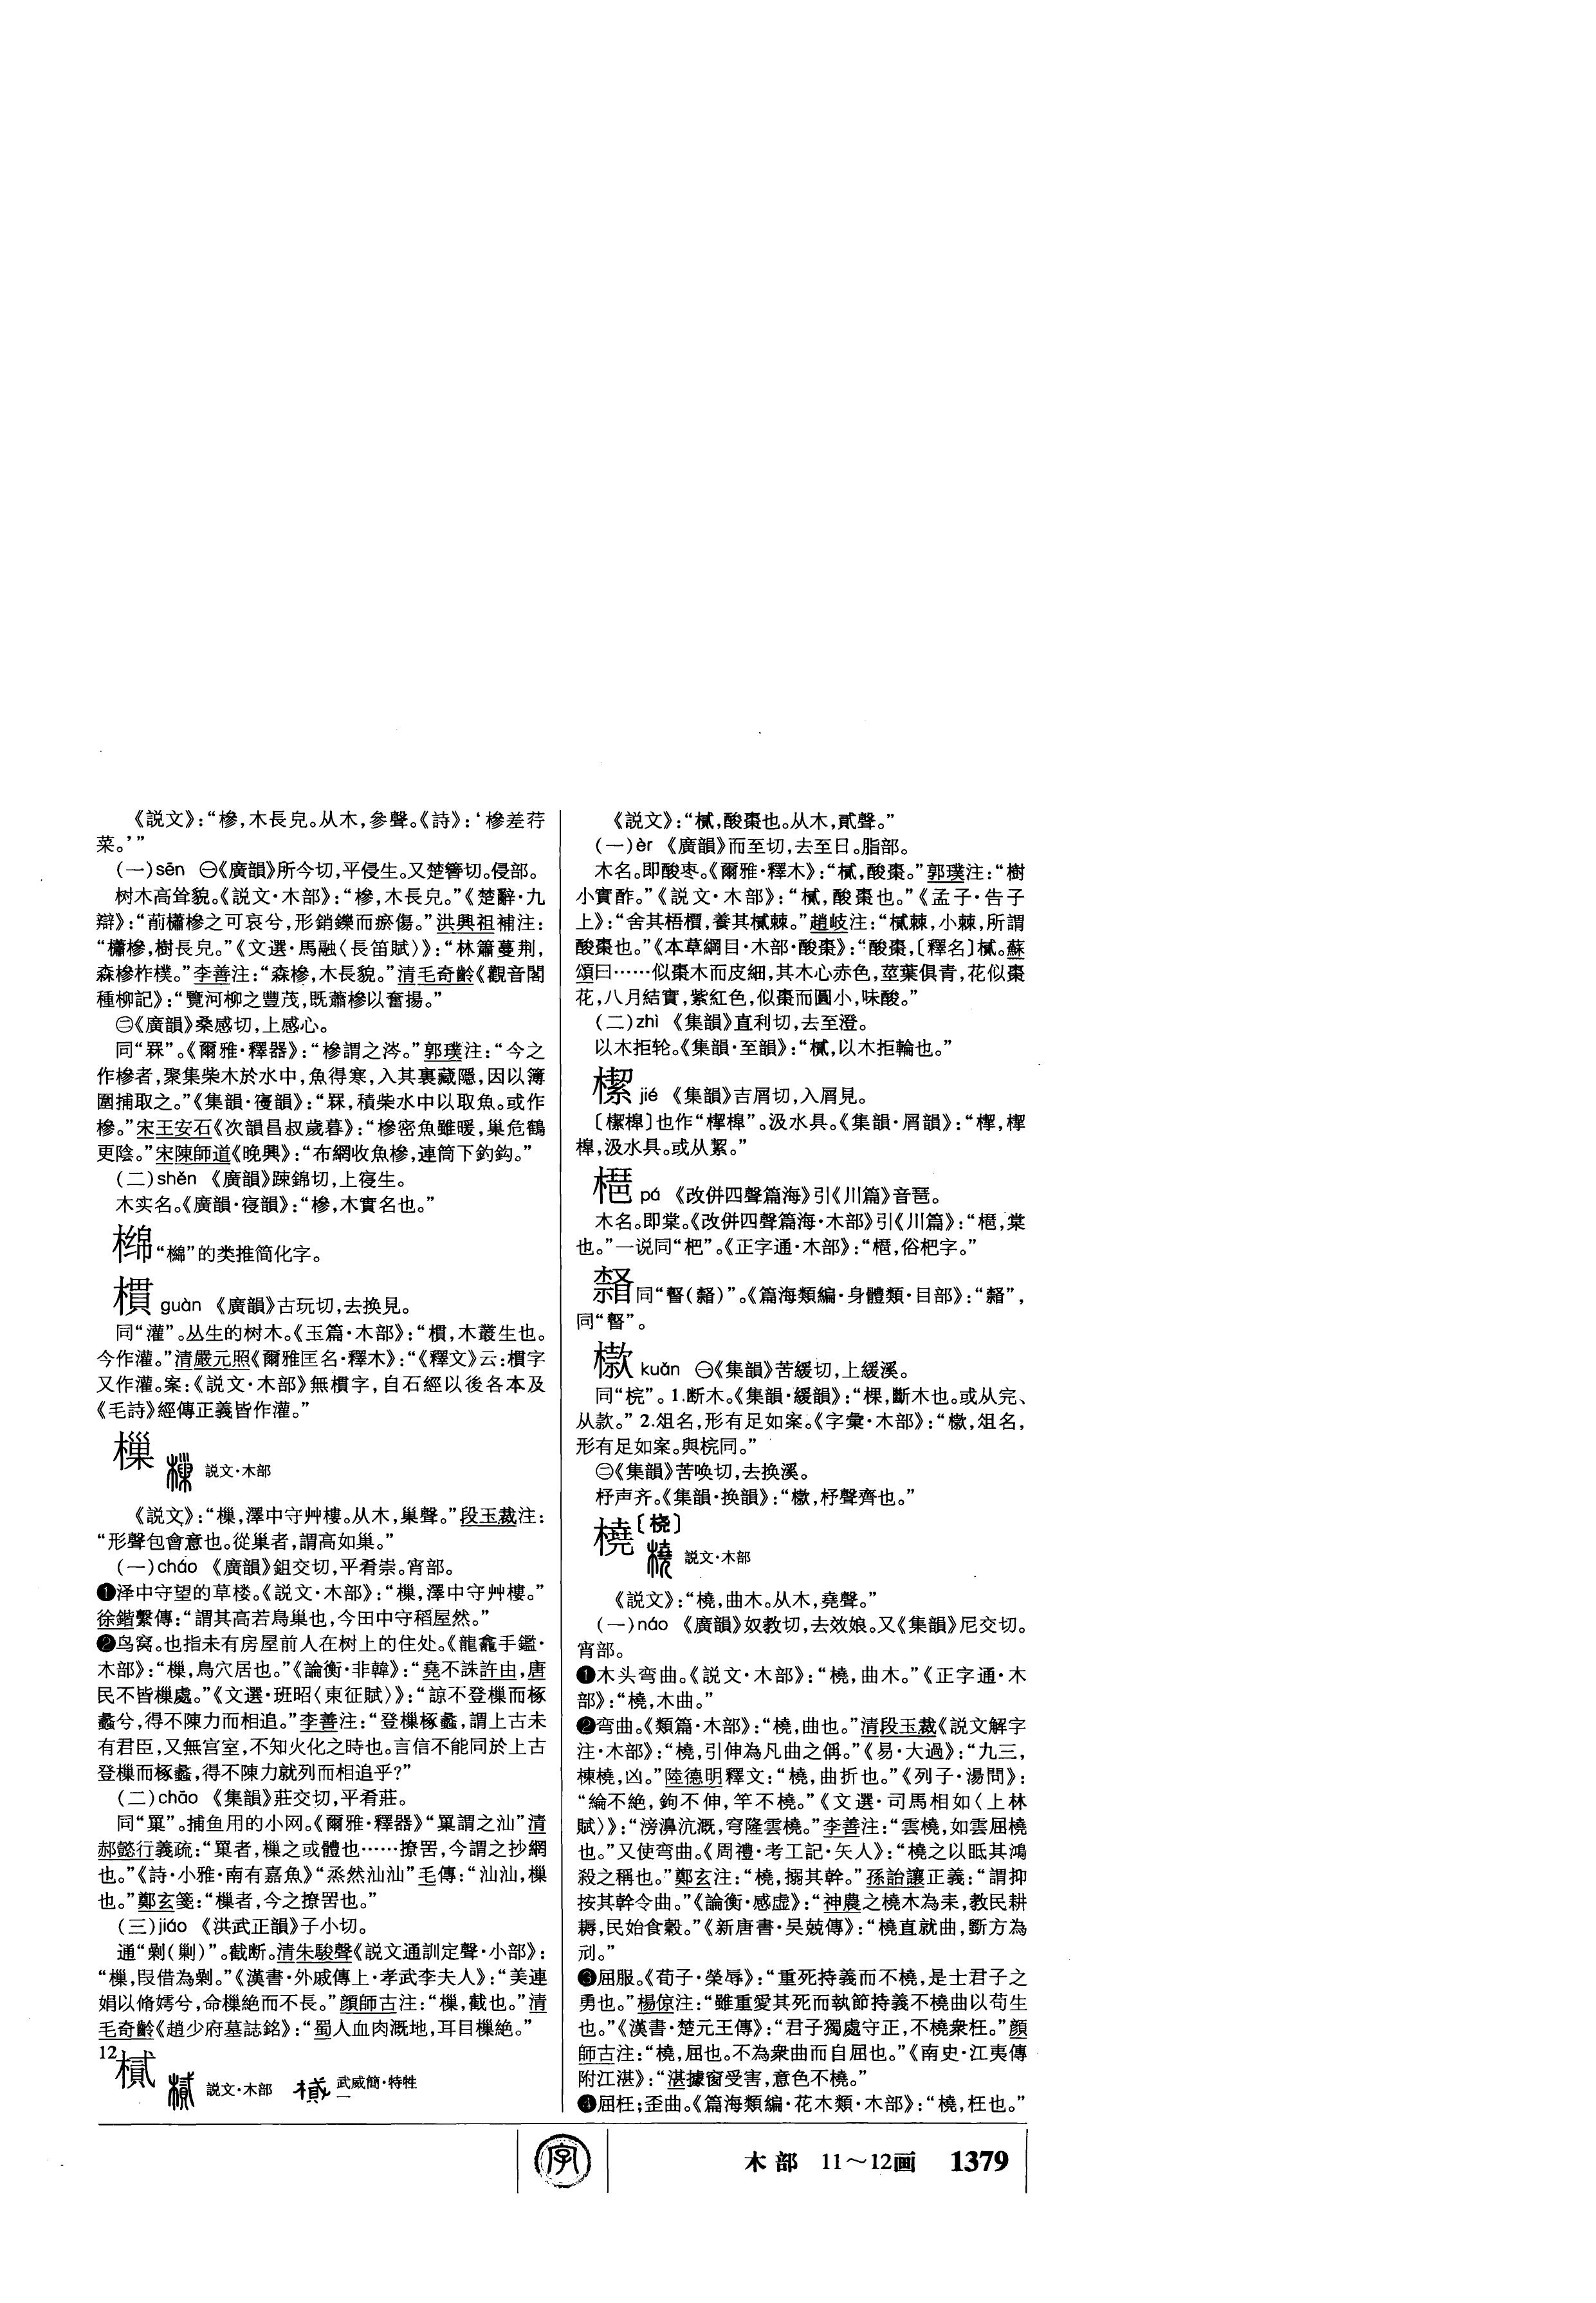 《説文》：“槮，木長皃。从木，參聲。《詩》：‘槮差荇
菜。’”
(一)sēn ㊀《廣韻》所今切，平侵生。又楚簪切。侵部。
树木高耸貌。《説文·木部》：“槮，木長皃。”《楚辭·九
辯》：“萷櫹槮之可哀兮，形銷鑠而瘀傷。”洪興祖補注：
“櫹槮，樹長皃。”《文選·馬融〈長笛賦〉》：“林簫蔓荆，
森槮柞樸。”李善注：“森槮，木長貌。”清毛奇齡《觀音閣
種柳記》：“覽河柳之豐茂，既蕭槮以奮揚。”
㊁《廣韻》桑感切，上感心。
同“罧”。《爾雅·釋器》：“槮謂之涔。”郭璞注：“今之
作槮者，聚集柴木於水中，魚得寒，入其裏藏隱，因以簿
圍捕取之。”《集韻·寑韻》：“罧，積柴水中以取魚。或作
槮。”宋王安石《次韻昌叔歲暮》：“槮密魚雖暖，巢危鶴
更陰。”宋陳師道《晚興》：“布網收魚槮，連筒下釣鈎。”
(二)shěn 《廣韻》踈錦切，上寑生。
木实名。《廣韻·寑韻》：“槮，木實名也。”
“櫋”的类推简化字。
樌 guàn 《廣韻》古玩切，去换見。
同“灌”。丛生的树木。《玉篇·木部》：“樌，木叢生也。
今作灌。”清嚴元照《爾雅匡名·釋木》：“《釋文》云：樌字
又作灌。案：《説文·木部》無樌字，自石經以後各本及
《毛詩》經傳正義皆作灌。”
樔 説文·木部
《説文》：“樔，澤中守艸樓。从木，巢聲。”段玉裁注：
“形聲包會意也。從巢者，謂高如巢。”
(一)cháo 《廣韻》鉏交切，平肴崇。宵部。
❶泽中守望的草楼。《説文·木部》：“樔，澤中守艸樓。”
徐鍇繫傳：“謂其高若鳥巢也，今田中守稻屋然。”
❷鸟窝。也指未有房屋前人在树上的住处。《龍龕手鑑·
木部》：“樔，鳥穴居也。”《論衡·非韓》：“堯不誅許由，唐
民不皆樔處。”《文選·班昭〈東征賦〉》：“諒不登樔而椓
蠡兮，得不陳力而相追。”李善注：“登樔椓蠡，謂上古未
有君臣，又無宫室，不知火化之時也。言信不能同於上古
登樔而椓蠡，得不陳力就列而相追乎？”
(二)chāo 《集韻》莊交切，平肴莊。
同“罺”。捕鱼用的小网。《爾雅·釋器》“罺謂之汕”清
郝懿行義疏：“罺者，樔之或體也……撩罟，今謂之抄網
也。”《詩·小雅·南有嘉魚》“烝然汕汕”毛傳：“汕汕，樔
也。”鄭玄箋：“樔者，今之撩罟也。”
(三)jiáo 《洪武正韻》子小切。
通“剿(剿)”。截断。清朱駿聲《説文通訓定聲·小部》：
“樔，叚借為剿。”《漢書·外戚傳上·孝武李夫人》：“美連
娟以脩嫮兮，命樔絶而不長。”顔師古注：“樔，截也。”清
毛奇齡《趙少府墓誌銘》：“蜀人血肉溉地，耳目樔絶。”
12
樲 説文·木部 武威簡·特牲一
《説文》：“樲，酸棗也。从木，貳聲。”
(一)èr 《廣韻》而至切，去至日。脂部。
木名。即酸枣。《爾雅·釋木》：“樲，酸棗。”郭璞注：“樹
小實酢。”《説文·木部》：“樲，酸棗也。”《孟子·告子
上》：“舍其梧檟，養其樲棘。”趙岐注：“樲棘，小棘，所謂
酸棗也。”《本草綱目·木部·酸棗》：“酸棗，〔釋名〕樲。蘇
頌曰……似棗木而皮細，其木心赤色，莖葉俱青，花似棗
花，八月結實，紫紅色，似棗而圓小，味酸。”
(二)zhì 《集韻》直利切，去至澄。
以木拒轮。《集韻·至韻》：“樲，以木拒輪也。”
㮮 jié 《集韻》吉屑切，入屑見。
〔㮮槔〕也作“㮮槔”。汲水具。《集韻·屑韻》：“㮮，㮮
槔，汲水具。或从絜。”
pá 《改併四聲篇海》引《川篇》音琶。
木名。即棠。《改併四聲篇海·木部》引《川篇》：“棠
也。”一说同“杷”。《正字通·木部》：“俗杷字。”
同“督()”。《篇海類編·身體類·目部》：
同“督”。
㯘 kuǎn ㊀《集韻》苦緩切，上緩溪。
同“梡”。1.断木。《集韻·緩韻》：“棵，斷木也。或从完、
从款。” 2.俎名，形有足如案。《字彙·木部》：“㯘，俎名，
形有足如案。與梡同。”
㊁《集韻》苦唤切，去换溪。
杼声齐。《集韻·换韻》：“㯘，杼聲齊也。”
橈〔桡〕 説文·木部
《説文》：“橈，曲木。从木，堯聲。”
(一)náo 《廣韻》奴教切，去效娘。又《集韻》尼交切。
宵部。
❶木头弯曲。《説文·木部》：“橈，曲木。”《正字通·木
部》：“橈，木曲。”
❷弯曲。《類篇·木部》：“橈，曲也。”清段玉裁《説文解字
注·木部》：“橈，引伸為凡曲之偁。”《易·大過》：“九三，
棟橈，凶。”陸德明釋文：“橈，曲折也。”《列子·湯問》：
“綸不絶，鉤不伸，竿不橈。”《文選·司馬相如〈上林
賦〉》：“滂濞沆溉，穹隆雲橈。”李善注：“雲橈，如雲屈橈
也。”又使弯曲。《周禮·考工記·矢人》：“橈之以眂其鴻
殺之稱也。”鄭玄注：“橈，搦其幹。”孫詒讓正義：“謂抑
按其幹令曲。”《論衡·感虚》：“神農之橈木為耒，教民耕
耨，民始食穀。”《新唐書·吴兢傳》：“橈直就曲，斲方為
刓。”
❸屈服。《荀子·榮辱》：“重死持義而不橈，是士君子之
勇也。”楊倞注：“雖重愛其死而執節持義不橈曲以苟生
也。”《漢書·楚元王傳》：“君子獨處守正，不橈衆枉。”顔
師古注：“橈，屈也。不為衆曲而自屈也。”《南史·江夷傳
附江湛》：“湛據窗受害，意色不橈。”
❹屈枉；歪曲。《篇海類編·花木類·木部》：“橈，枉也。”
字
木部 11～12画 1379